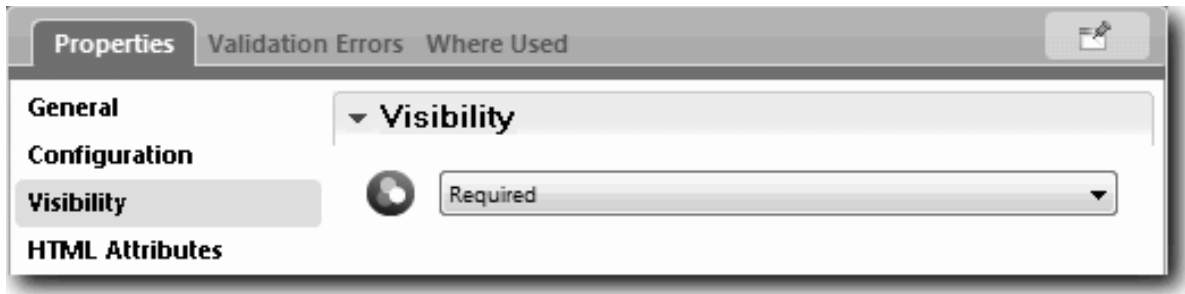 Properties Validation Errors Where Used
General
Configuration
Visibility
HTML Attributes
Visibility
Required